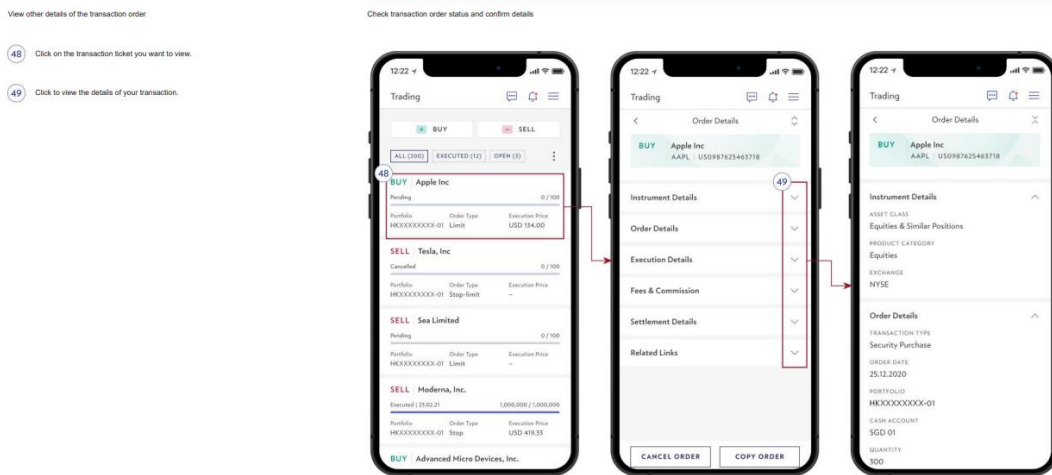 View other details of the transaction order
48 Click on the transaction ticket you want to view.
49 Click to view the details of your transaction.
Check transaction order status and confirm details
12:22
Trading
+ BUY
- SELL
ALL (200) EXECUTED (12) OPEN (3)
48
BUY Apple Inc
Pending 0 / 100
Portfolio Order Type Execution Price
HKXXXXXXXX-01 Limit USD 134.00
SELL Tesla, Inc
Cancelled 0 / 100
Portfolio Order Type Execution Price
HKXXXXXXXX-01 Stop-limit –
SELL Sea Limited
Pending 0 / 100
Portfolio Order Type Execution Price
HKXXXXXXXX-01 Limit –
SELL Moderna, Inc.
Executed | 23.02.21 1,000,000 / 1,000,000
Portfolio Order Type Execution Price
HKXXXXXXXX-01 Stop USD 419.33
BUY Advanced Micro Devices, Inc.
12:22
Trading
< Order Details
BUY Apple Inc
AAPL | US0987625463718
49
Instrument Details
Order Details
Execution Details
Fees & Commission
Settlement Details
Related Links
CANCEL ORDER COPY ORDER
12:22
Trading
< Order Details
BUY Apple Inc
AAPL | US0987625463718
Instrument Details
ASSET CLASS
Equities & Similar Positions
PRODUCT CATEGORY
Equities
EXCHANGE
NYSE
Order Details
TRANSACTION TYPE
Security Purchase
ORDER DATE
25.12.2020
PORTFOLIO
HKXXXXXXXX-01
CASH ACCOUNT
SGD 01
QUANTITY
300